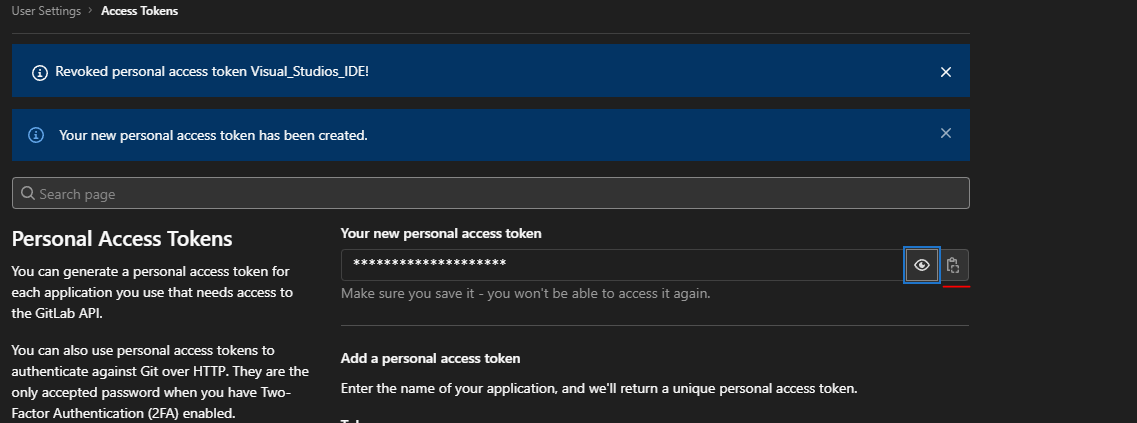 User Settings > Access Tokens
Revoked personal access token Visual_Studios_IDE!
Your new personal access token has been created.
Search page
Personal Access Tokens
You can generate a personal access token for
each application you use that needs access to
the GitLab API.
You can also use personal access tokens to
authenticate against Git over HTTP. They are the
only accepted password when you have Two-
Factor Authentication (2FA) enabled.
Your new personal access token
********************
Make sure you save it - you won't be able to access it again.
Add a personal access token
Enter the name of your application, and we'll return a unique personal access token.